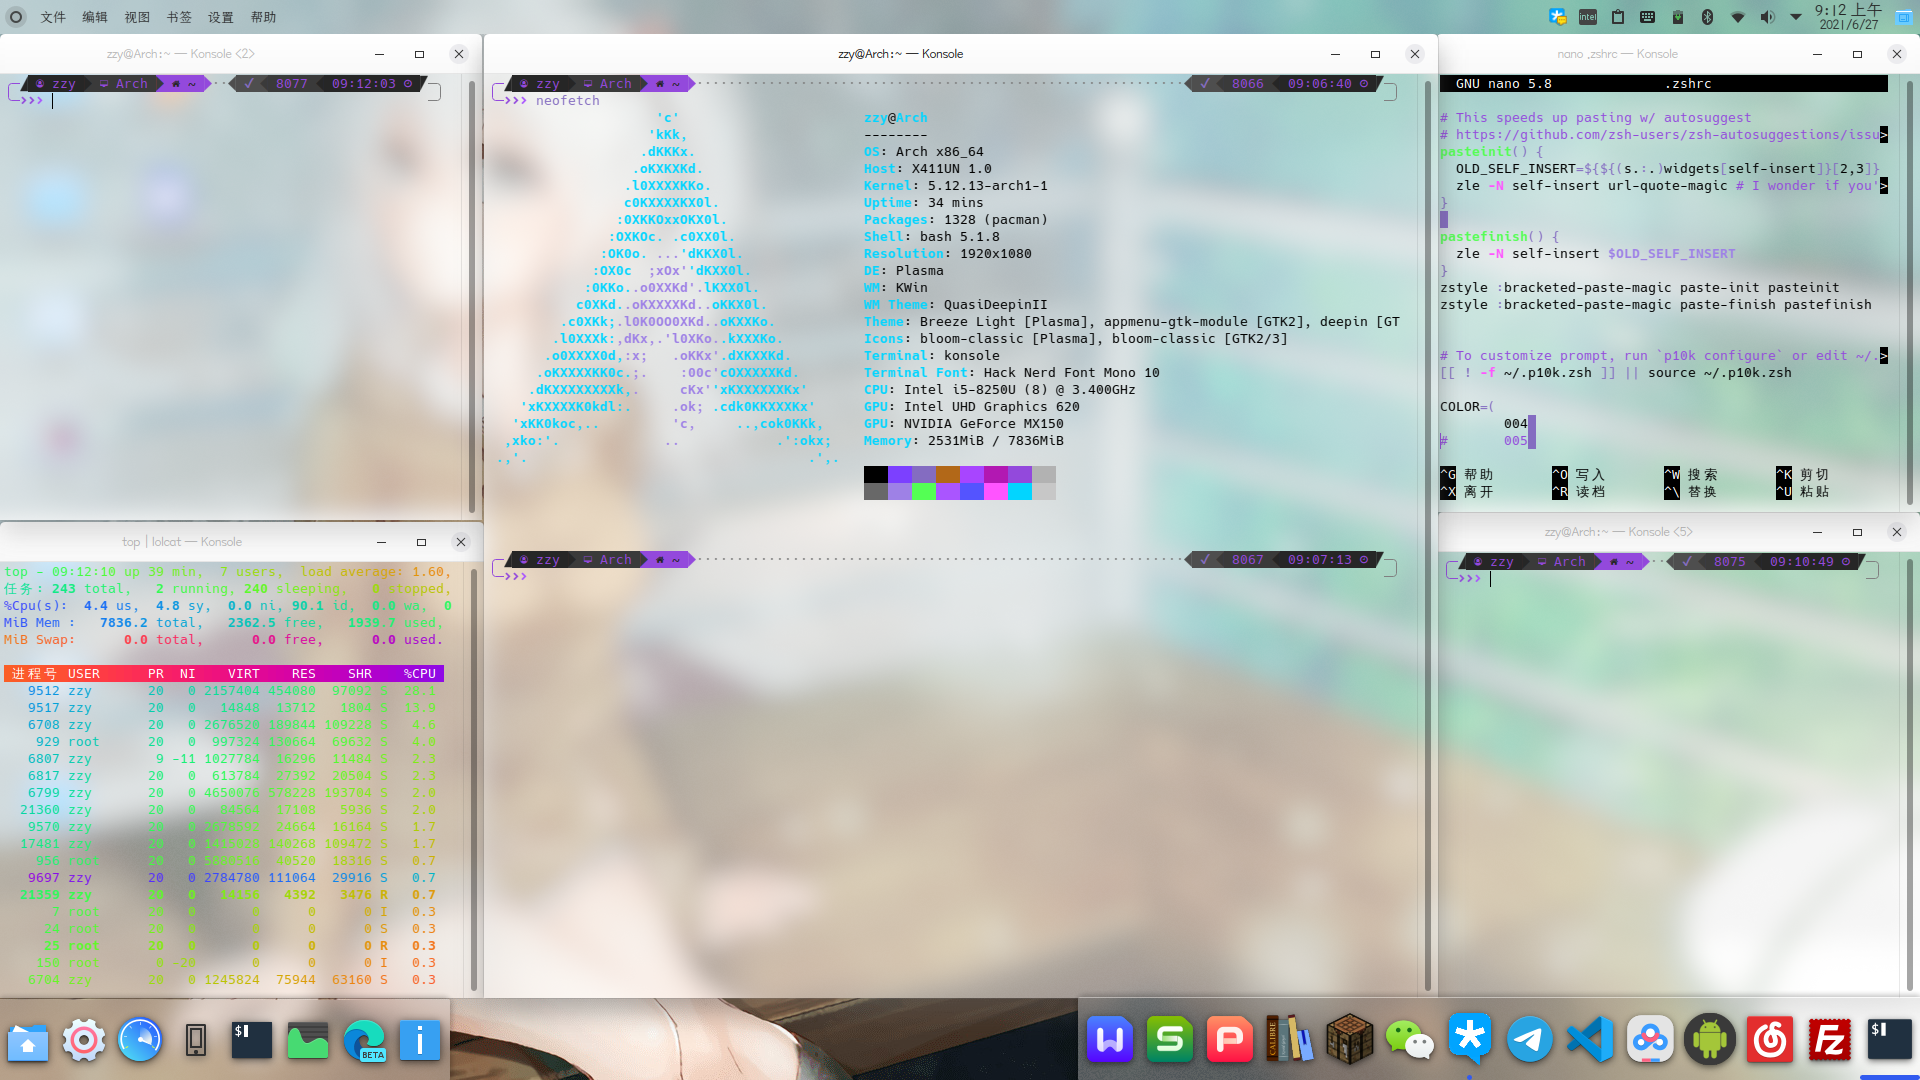 文件 编辑 视图 书签 设置 帮助
9:12 上午
2021/6/27
zzy@Arch:~ — Konsole <2>
zzy Arch ~ ✓ 8077 09:12:03
>>>
zzy@Arch:~ — Konsole
zzy Arch ~ ✓ 8066 09:06:40
>>> neofetch
'c'
'kKk,
.dKKKx.
.oKXKXKd.
.l0XXXXKKo.
c0KXXXXKX0l.
:0XKKOxxOKX0l.
:OXKOc. .c0XX0l.
:OK0o. ...'dKKX0l.
:OX0c ;xOx''dKXX0l.
:0KKo..o0XXKd'.lKXX0l.
c0XKd..oKXXXXKd..oKKX0l.
.c0XKk;.l0K0OO0XKd..oKXXKo.
.l0XXXk:,dKx,.'l0XKo..kXXXKo.
.o0XXXX0d,:x; .oKKx'.dXKXXKd.
.oKXXXXKK0c.;. :00c'cOXXXXXKd.
.dKXXXXXXXXk,. cKx''xKXXXXXXKx'
'xKXXXXK0kdl:. .ok; .cdk0KKXXXKx'
'xKK0koc,.. 'c, ..,cok0KKk,
,xko:'. .. .':okx;
.,'. .',.
zzy@Arch
--------
OS: Arch x86_64
Host: X411UN 1.0
Kernel: 5.12.13-arch1-1
Uptime: 34 mins
Packages: 1328 (pacman)
Shell: bash 5.1.8
Resolution: 1920x1080
DE: Plasma
WM: KWin
WM Theme: QuasiDeepinII
Theme: Breeze Light [Plasma], appmenu-gtk-module [GTK2], deepin [GT
Icons: bloom-classic [Plasma], bloom-classic [GTK2/3]
Terminal: konsole
Terminal Font: Hack Nerd Font Mono 10
CPU: Intel i5-8250U (8) @ 3.400GHz
GPU: Intel UHD Graphics 620
GPU: NVIDIA GeForce MX150
Memory: 2531MiB / 7836MiB
zzy Arch ~ ✓ 8067 09:07:13
>>>
nano .zshrc — Konsole
GNU nano 5.8 .zshrc
# This speeds up pasting w/ autosuggest
# https://github.com/zsh-users/zsh-autosuggestions/issu>
pasteinit() {
OLD_SELF_INSERT=${${(s.:.)widgets[self-insert]}[2,3]}
zle -N self-insert url-quote-magic # I wonder if you'>
}
pastefinish() {
zle -N self-insert $OLD_SELF_INSERT
}
zstyle :bracketed-paste-magic paste-init pasteinit
zstyle :bracketed-paste-magic paste-finish pastefinish
# To customize prompt, run `p10k configure` or edit ~/.>
[[ ! -f ~/.p10k.zsh ]] || source ~/.p10k.zsh
COLOR=(
004
# 005
^G 帮助 ^O 写入 ^W 搜索 ^K 剪切
^X 离开 ^R 读档 ^\ 替换 ^U 粘贴
top | lolcat — Konsole
top - 09:12:10 up 39 min, 7 users, load average: 1.60,
任务: 243 total, 2 running, 240 sleeping, 0 stopped,
%Cpu(s): 4.4 us, 4.8 sy, 0.0 ni, 90.1 id, 0.0 wa, 0
MiB Mem : 7836.2 total, 2362.5 free, 1939.7 used,
MiB Swap: 0.0 total, 0.0 free, 0.0 used.
进程号 USER PR NI VIRT RES SHR %CPU
9512 zzy 20 0 2157404 454080 97092 S
9517 zzy 20 0 14848 13712 1804 S
6708 zzy 20 0 2676520 189844 109228 S
929 root 20 0 997324 130664 69632 S
6807 zzy 9 -11 1027784 16296 11484 S 2.3
6817 zzy 20 0 613784 27392 20504 S 2.3
6799 zzy 20 0 4650076 378228 193704 S 2.0
21360 zzy 20 0 17188 5936 S 2.0
9570 zzy 20 0 24664 16164 S 1.7
17481 zzy 20 0 140268 109472 S 1.7
956 root 20 0 40520 18316 S 0.7
9697 zzy 20 0 2784780 111064 29916 S 0.7
21359 zzy 20 0 4392 3476 R 0.7
7 root 20 0 0 0 0 I 0.3
24 root 20 0 0 0 0 S 0.3
25 root 20 0 0 0 0 R 0.3
158 root 0 -20 0 0 0 I 0.3
6704 zzy 20 0 1245824 75944 63160 S 0.3
zzy@Arch:~ — Konsole <5>
zzy Arch ~ ✓ 8075 09:10:49
>>>
BETA
CALIBRE